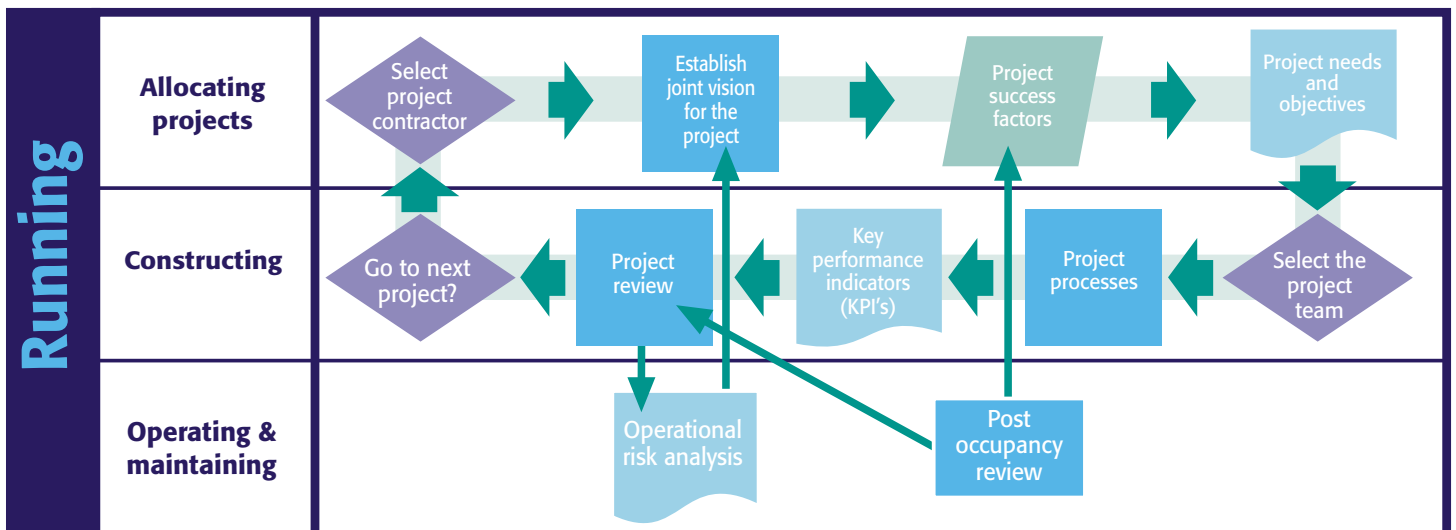 Running
Allocating
projects
Select
project
contractor
Establish
joint vision
for the
project
Project
success
factors
Project needs
and
objectives
Constructing
Go to next
project?
Project
review
Key
performance
indicators
(KPI's)
Project
processes
Select the
project
team
Operating &
maintaining
Operational
risk analysis
Post
occupancy
review